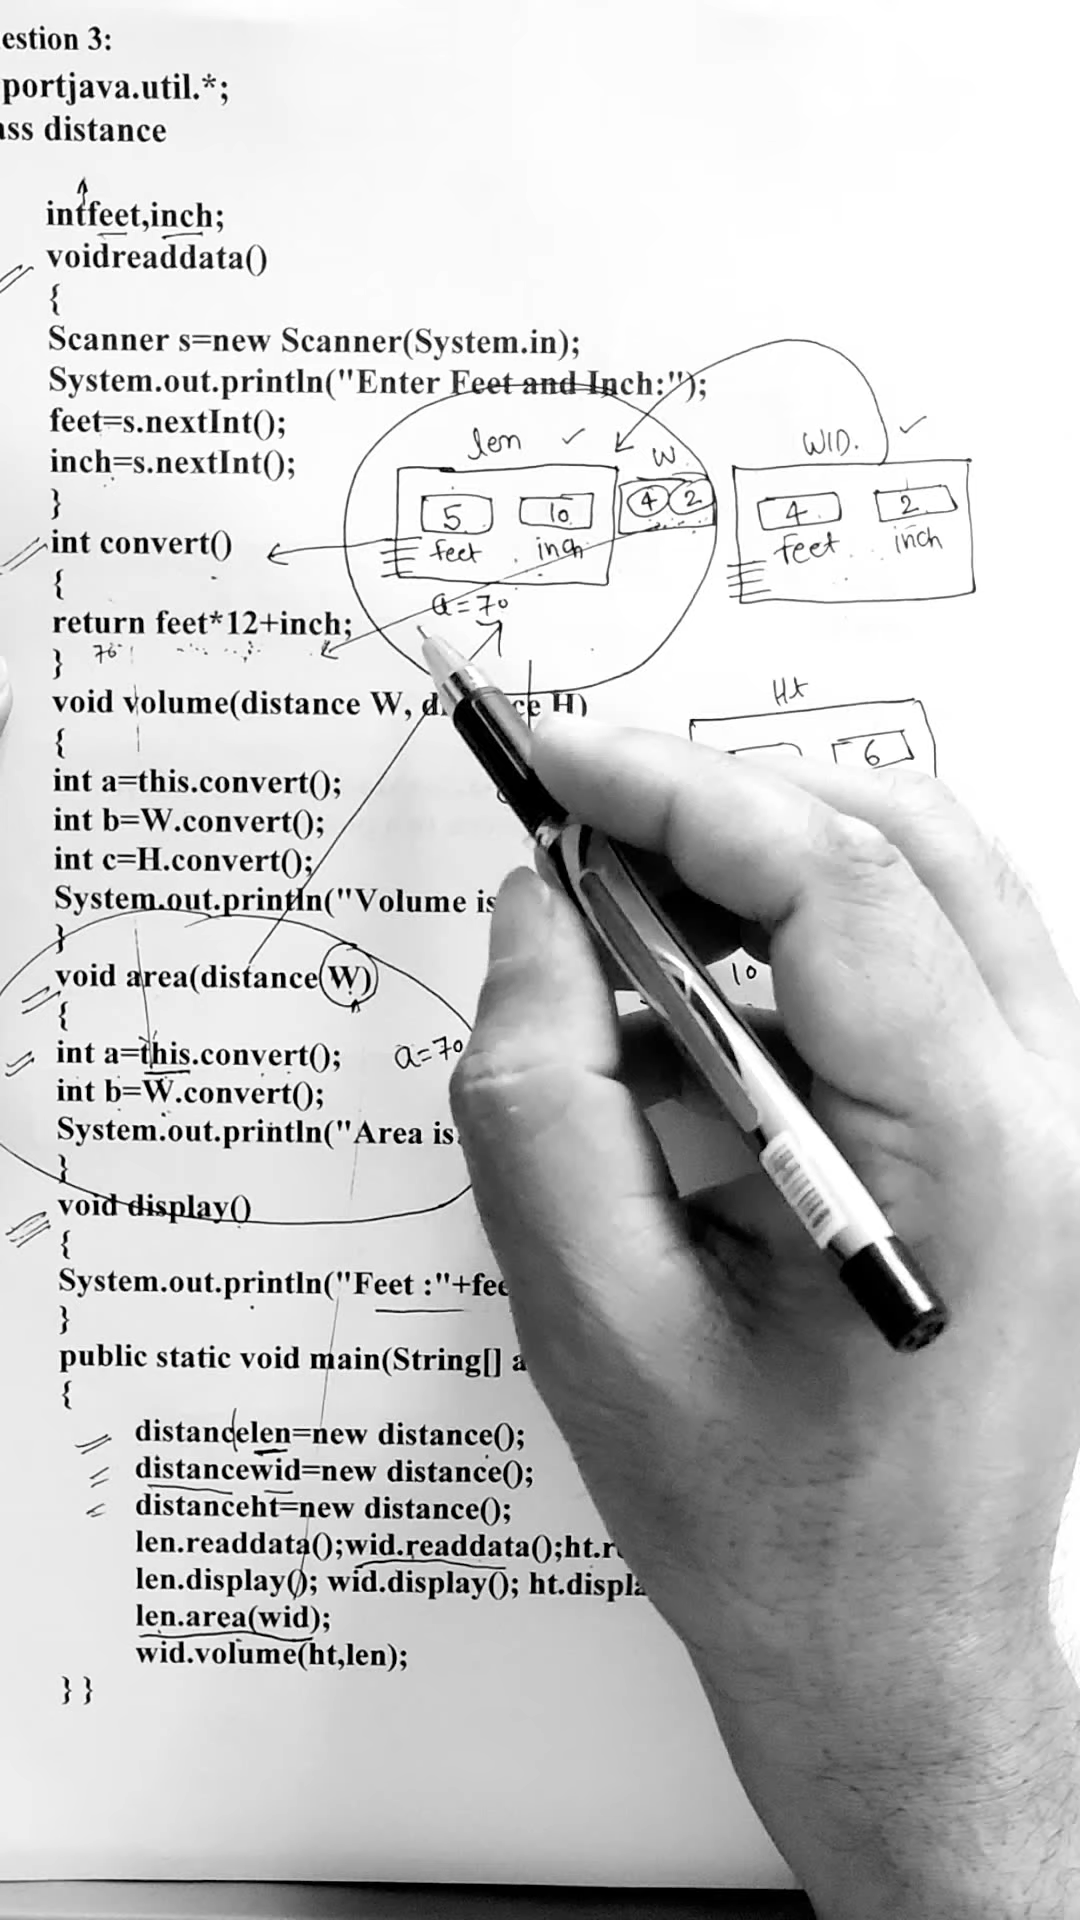 estion 3:
portjava.util.*;
ass distance
intfeet,inch;
voidreaddata()
{
Scanner s=new Scanner(System.in);
System.out.println("Enter Feet and Inch:");
feet=s.nextInt();
inch=s.nextInt();
}
len
W
WID.
5 10
4 2
4 2
feet inch
feet inch
int convert()
{
a=70
return feet*12+inch;
}
void volume(distance W, d ce H)
Ht
6
{
int a=this.convert();
int b=W.convert();
int c=H.convert();
System.out.println("Volume is
}
void area(distance W)
10
{
int a=this.convert(); a=70
int b=W.convert();
System.out.println("Area is
}
void display()
{
System.out.println("Feet :"+fee
}
public static void main(String[] a
{
distancelen=new distance();
distancewid=new distance();
distanceht=new distance();
len.readdata();wid.readdata();ht.r
len.display(); wid.display(); ht.displa
len.area(wid);
wid.volume(ht,len);
} }